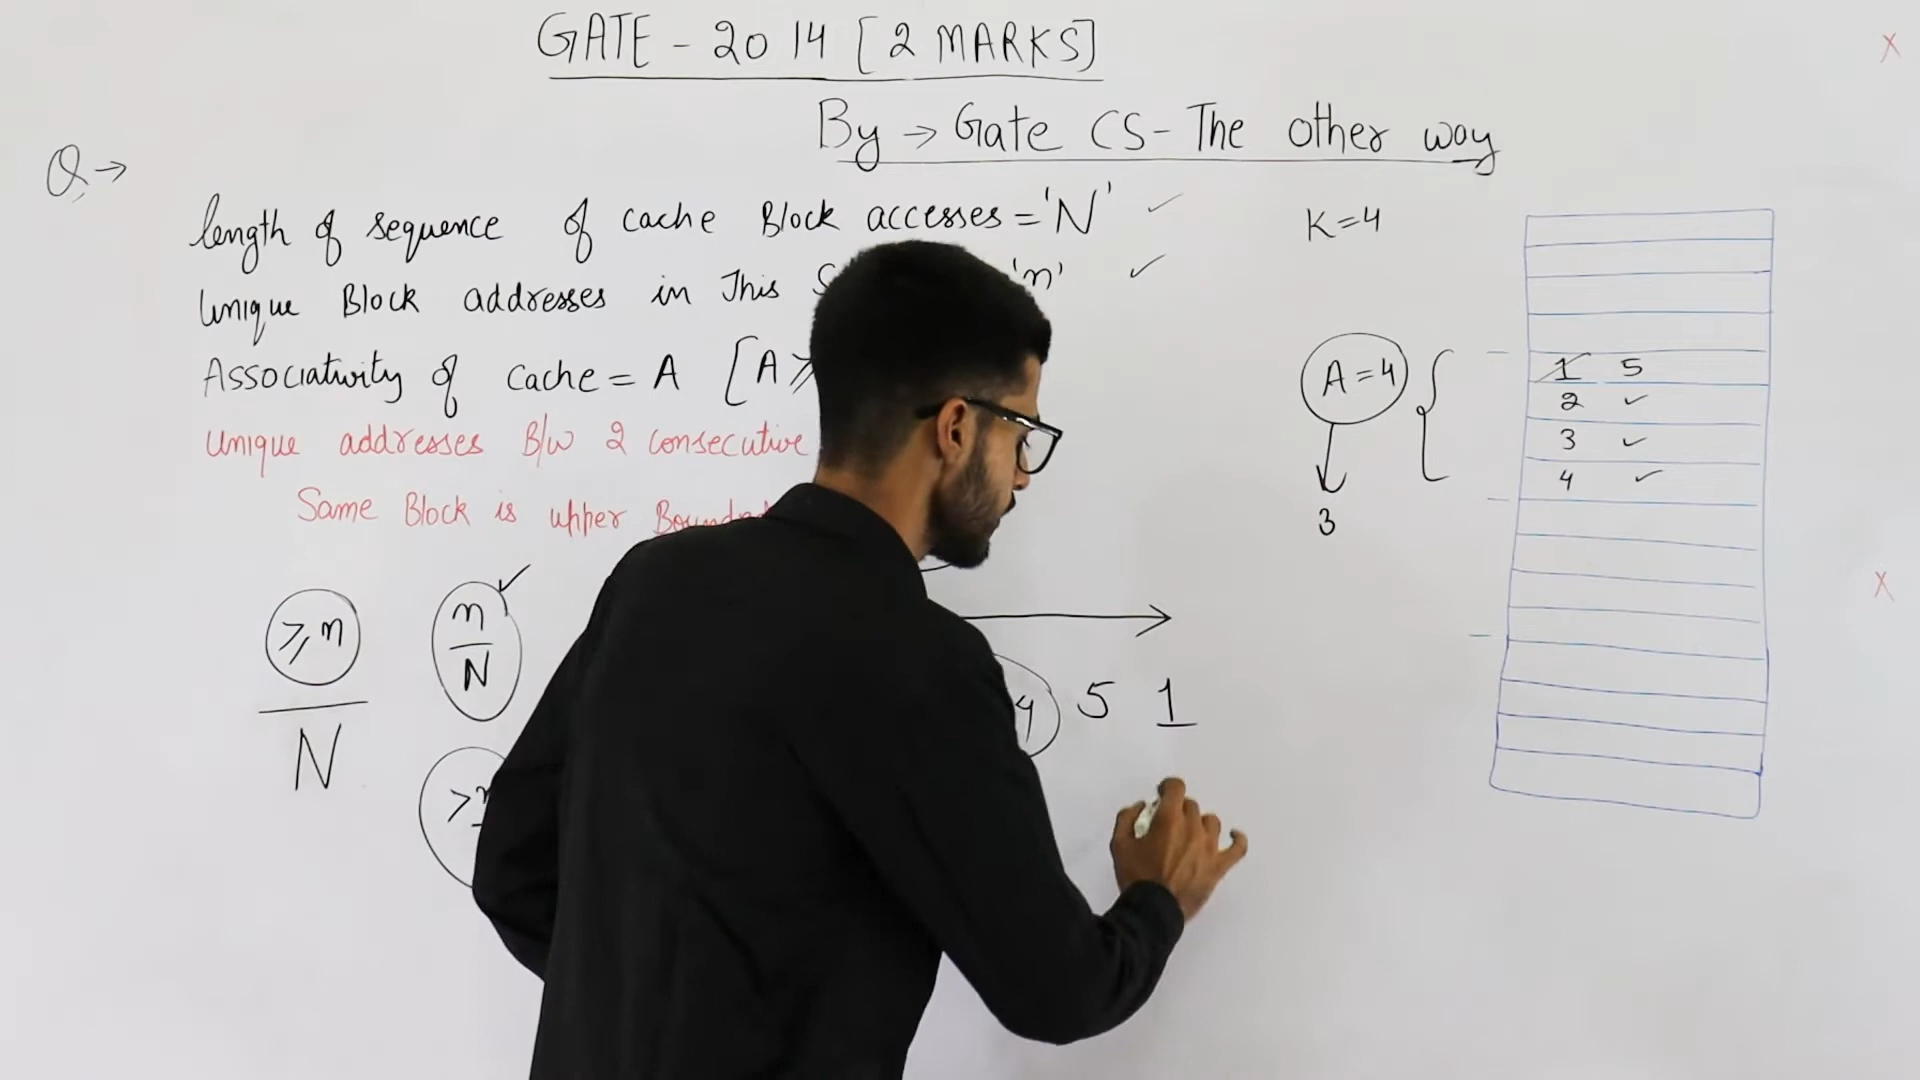 GATE - 2014 [2 MARKS]
By → Gate CS - The other way
Q →
length of sequence of cache Block accesses = 'N' ✓
Unique Block addresses in This 'n' ✓
Associativity of cache = A [A ≥
Unique addresses B/w 2 consecutive
Same Block is upper
≥ n
N
n
N
4 5 1
K=4
A=4
3
1 5
2 ✓
3 ✓
4 ✓
X
X